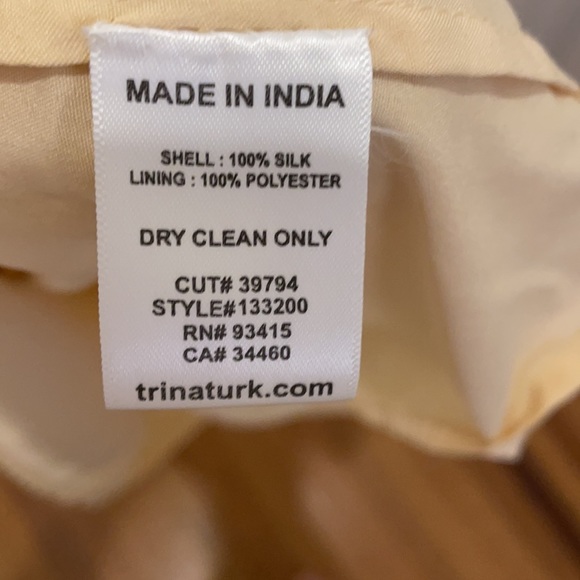 MADE IN INDIA
SHELL : 100% SILK
LINING : 100% POLYESTER
DRY CLEAN ONLY
CUT# 39794
STYLE#133200
RN# 93415
CA# 34460
trinaturk.com